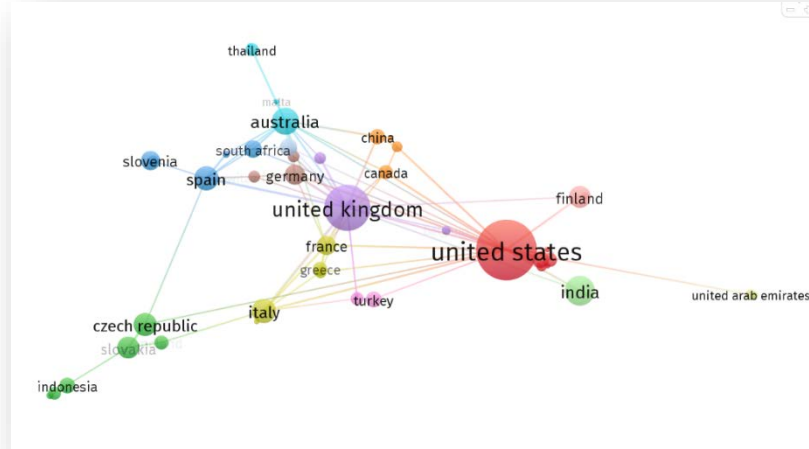 thailand
malta
australia
china
south africa
slovenia
spain
germany
canada
finland
united kingdom
france
united states
greece
india
united arab emirates
turkey
italy
czech republic
slovakia
indonesia